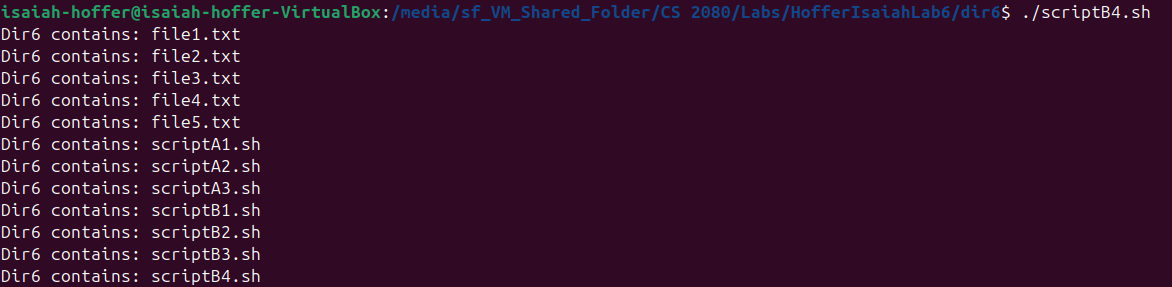 isaiah-hoffer@isaiah-hoffer-VirtualBox:/media/sf_VM_Shared_Folder/CS 2080/Labs/HofferIsaiahLab6/dir6$ ./scriptB4.sh
Dir6 contains: file1.txt
Dir6 contains: file2.txt
Dir6 contains: file3.txt
Dir6 contains: file4.txt
Dir6 contains: file5.txt
Dir6 contains: scriptA1.sh
Dir6 contains: scriptA2.sh
Dir6 contains: scriptA3.sh
Dir6 contains: scriptB1.sh
Dir6 contains: scriptB2.sh
Dir6 contains: scriptB3.sh
Dir6 contains: scriptB4.sh